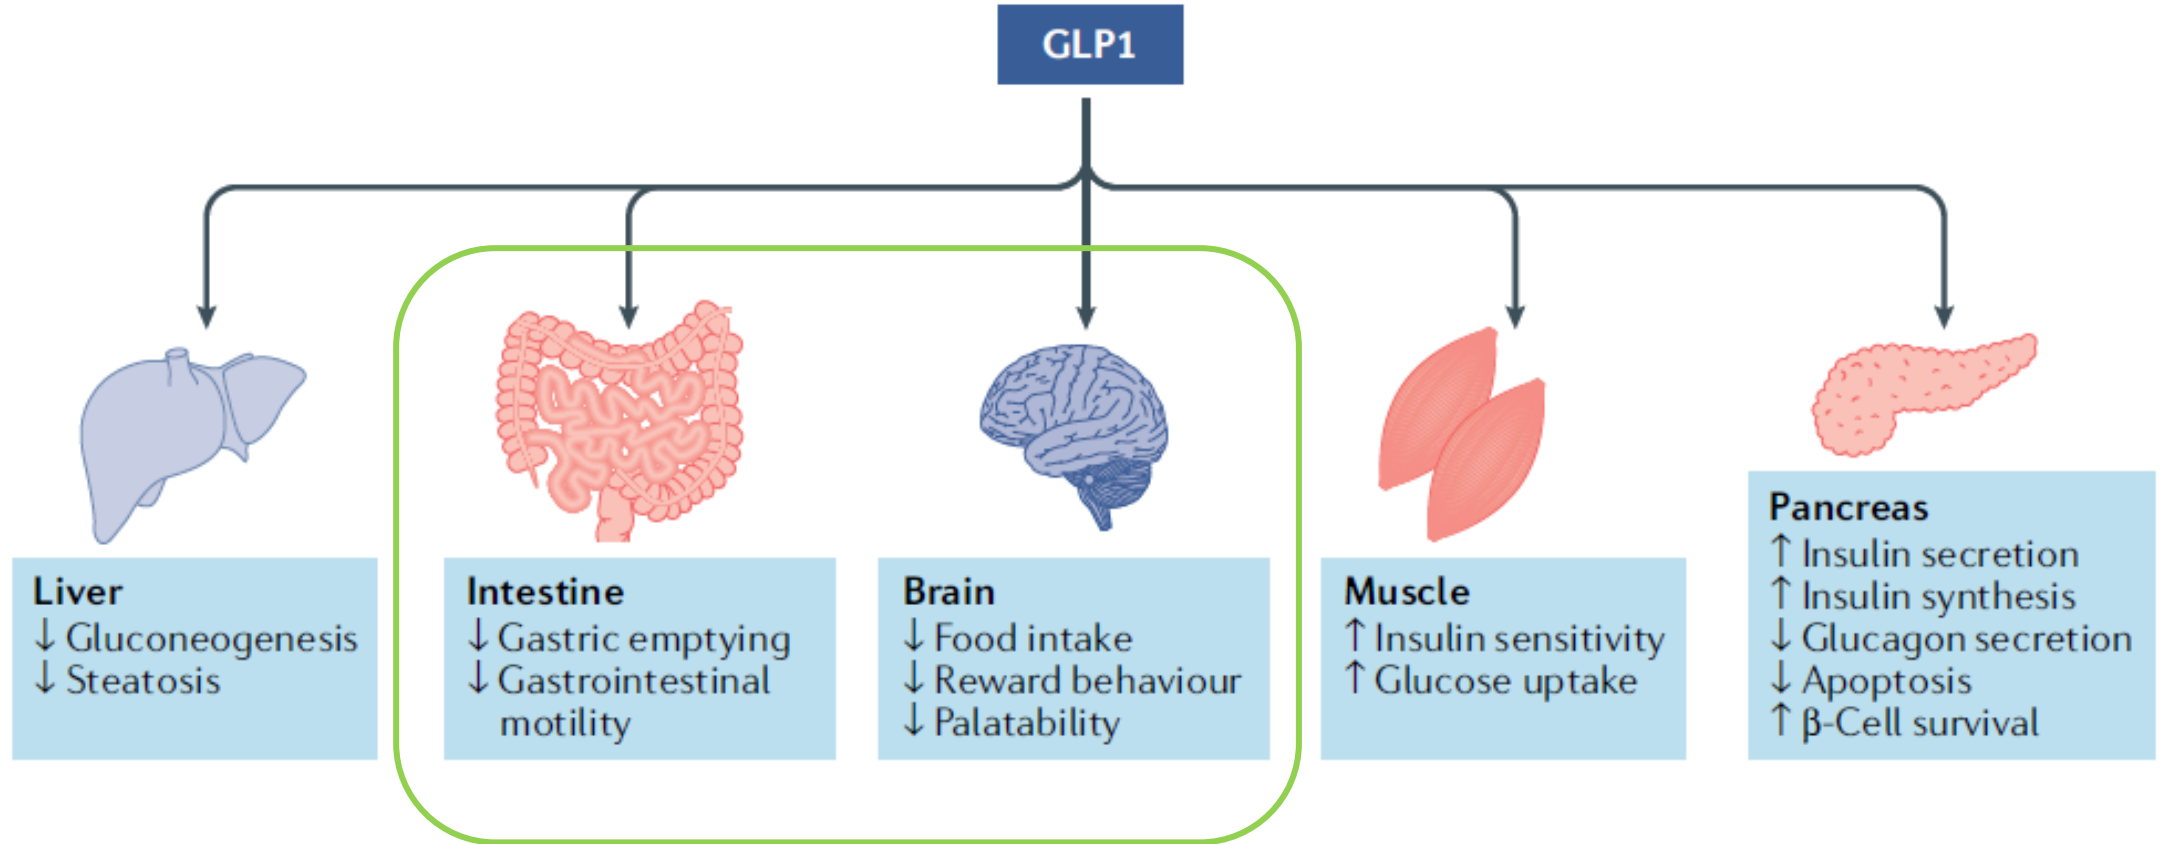 GLP1
Liver
↓ Gluconeogenesis
↓ Steatosis
Intestine
↓ Gastric emptying
↓ Gastrointestinal
motility
Brain
↓ Food intake
↓ Reward behaviour
↓ Palatability
Muscle
↑ Insulin sensitivity
↑ Glucose uptake
Pancreas
↑ Insulin secretion
↑ Insulin synthesis
↓ Glucagon secretion
↓ Apoptosis
↑ β-Cell survival